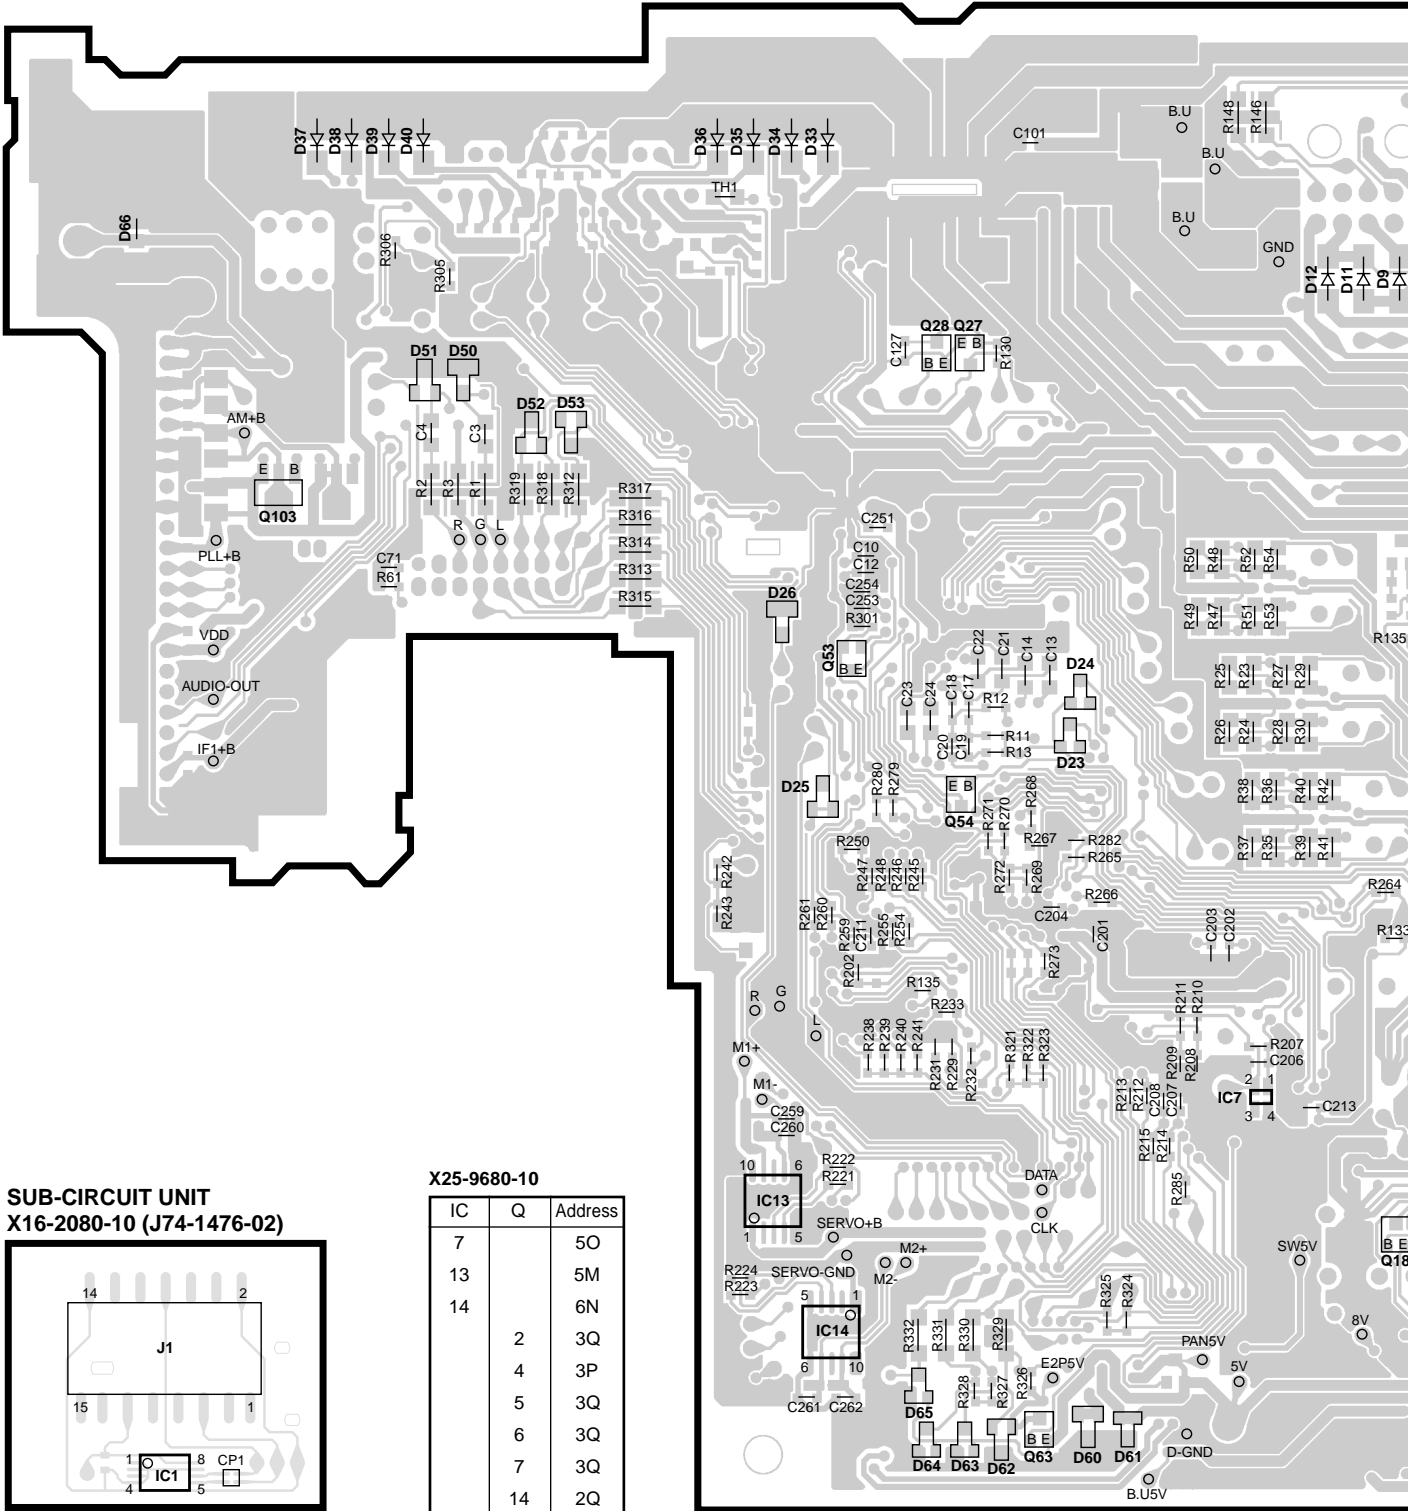 B.U
R148
R146
D37
D38
D39
D40
D36
D35
D34
D33
C101
B.U
TH1
D66
B.U
R306
R305
GND
D12
D11
D9
Q28 Q27
C127
E B
B E
R130
D51 D50
D52 D53
AM+B
C4
C3
E B
Q103
R2
R3
R1
R319
R318
R312
R317
R316
R314
R313
R315
R G L
PLL+B
C71
R61
C251
C10
C12
C254
C253
R301
D26
Q53
B E
R50
R48
R52
R54
R49
R47
R51
R53
R135
VDD
AUDIO-OUT
IF1+B
C22
C21
C14
C13
D24
C23
C24
C18
C17
R12
C20
C19
R11
R13
D23
R25
R23
R27
R29
R26
R24
R28
R30
D25
R280
R279
E B
Q54
R271
R270
R268
R267
R282
R265
R38
R36
R40
R42
R37
R35
R39
R41
R250
R242
R243
R247
R248
R246
R245
R272
R269
R266
R264
C204
R261
R260
R259
C211
R255
R254
C201
C203
C202
R133
R202
R273
R135
R233
R G
L
R211
R210
M1+
R238
R239
R240
R241
R231
R229
R232
R321
R322
R323
R209
R208
R207
C206
2 1
IC7
3 4
C213
M1-
C259
C260
R213
R212
C208
C207
R215
R214
R222
R221
10 6
IC13
1 5
DATA
CLK
R285
SERVO+B
SERVO-GND
M2+
M2-
SW5V
B E
Q18
R224
R223
5 1
IC14
6 10
R332
R331
R330
R329
R325
R324
8V
PAN5V
5V
E2P5V
R328
R327
R326
C261 C262
D65
D64 D63 D62
B E
Q63
D60 D61
D-GND
B.U5V
SUB-CIRCUIT UNIT
X16-2080-10 (J74-1476-02)
14 2
J1
15 1
1 8
IC1
4 5
CP1
X25-9680-10
IC Q Address
7 5O
13 5M
14 6N
2 3Q
4 3P
5 3Q
6 3Q
7 3Q
14 2Q